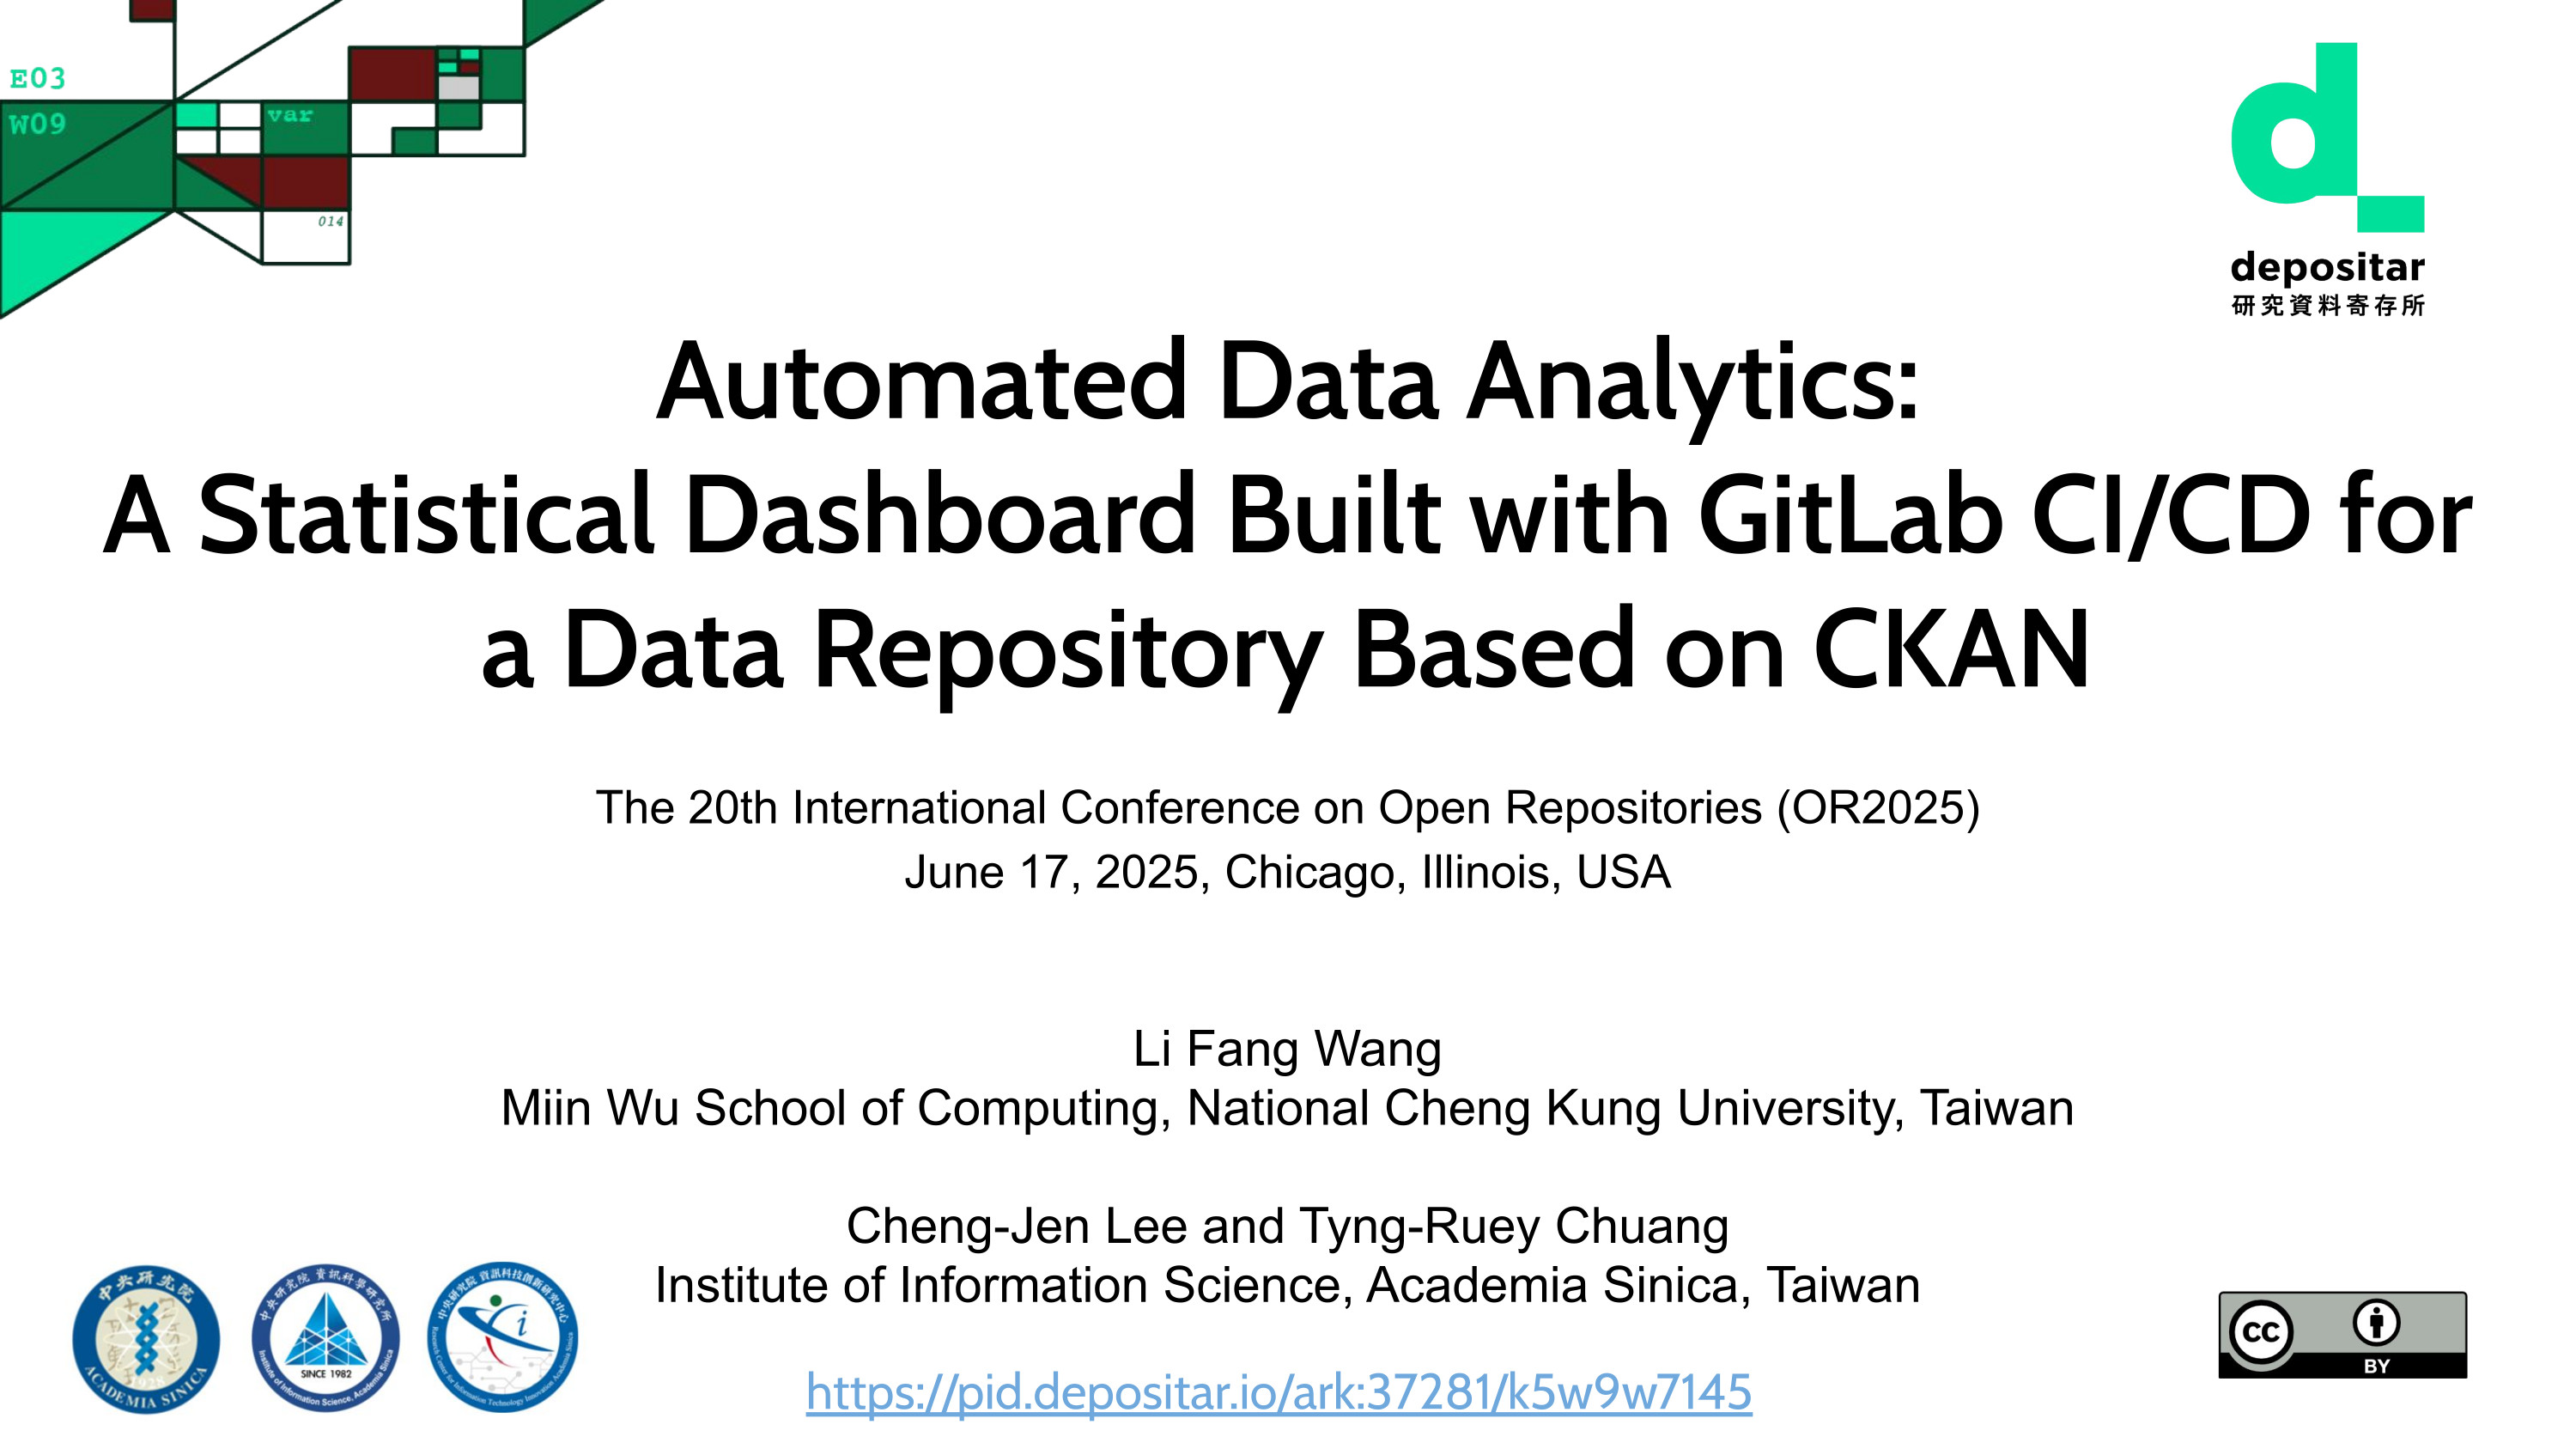 E03
W09
var
014
depositar
研究資料寄存所
Automated Data Analytics:
A Statistical Dashboard Built with GitLab CI/CD for
a Data Repository Based on CKAN
The 20th International Conference on Open Repositories (OR2025)
June 17, 2025, Chicago, Illinois, USA
Li Fang Wang
Miin Wu School of Computing, National Cheng Kung University, Taiwan
Cheng-Jen Lee and Tyng-Ruey Chuang
Institute of Information Science, Academia Sinica, Taiwan
中央研究院
1928
ACADEMIA SINICA
中央研究院 資訊科學研究所
SINCE 1982
Institute of Information Science, Academia Sinica
中央研究院 資訊科技創新研究中心
i
Research Center for Information Technology Innovation Academia Sinica
https://pid.depositar.io/ark:37281/k5w9w7145
CC
BY